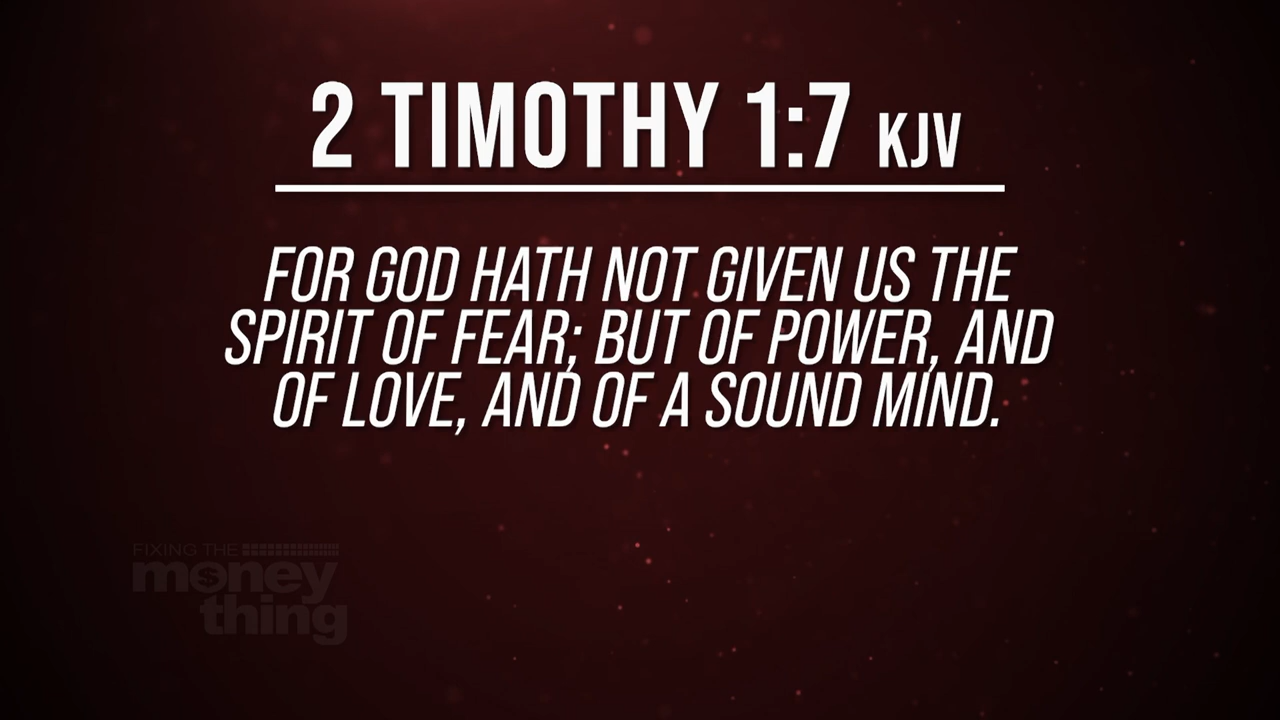 2 TIMOTHY 1:7 KJV
FOR GOD HATH NOT GIVEN US THE
SPIRIT OF FEAR; BUT OF POWER, AND
OF LOVE, AND OF A SOUND MIND.
FIXING THE
money
thing